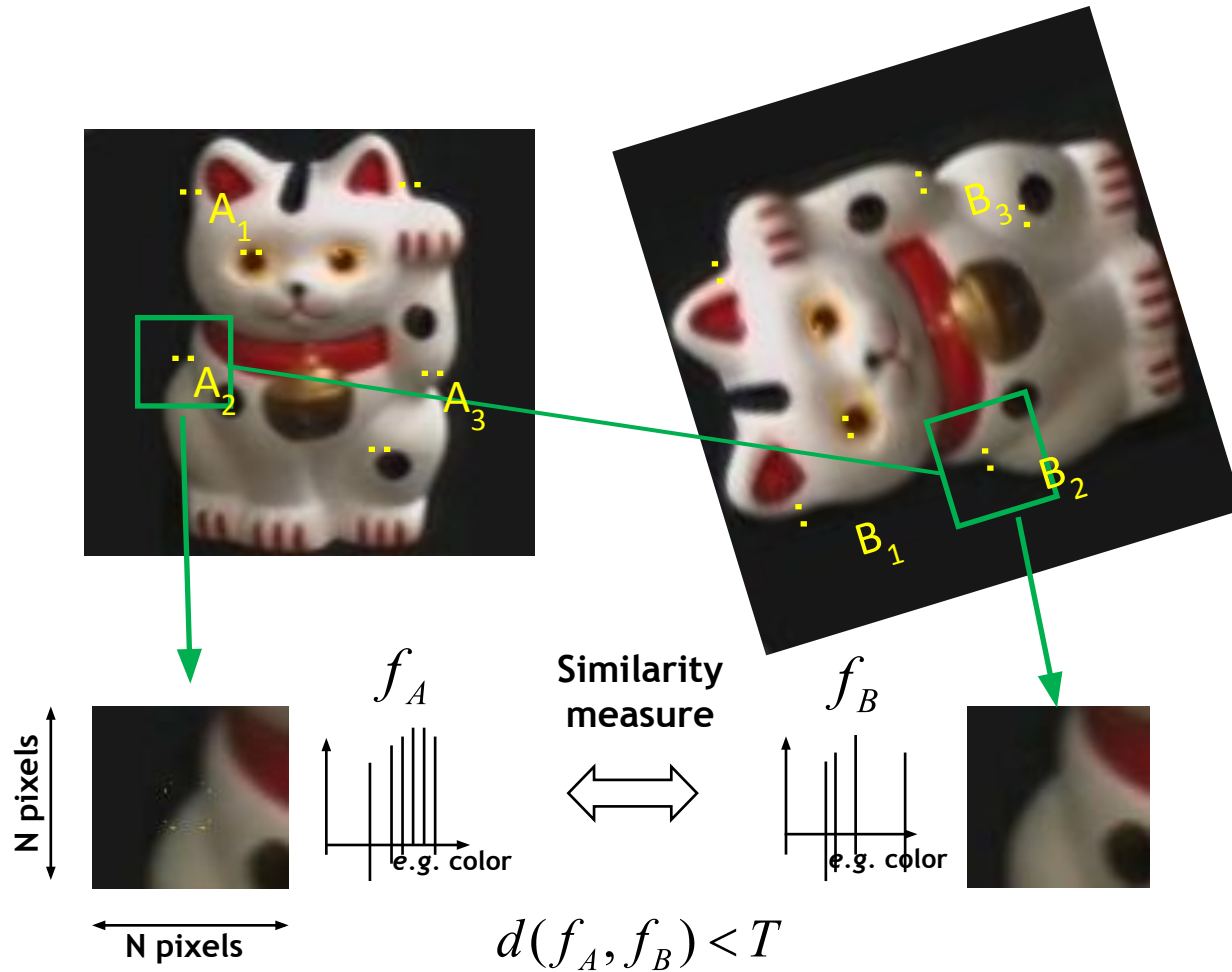 A₁
A₂
A₃
B₃
B₂
B₁
f_A
Similarity
measure
f_B
N pixels
e.g. color
e.g. color
N pixels
d(f_A, f_B) < T